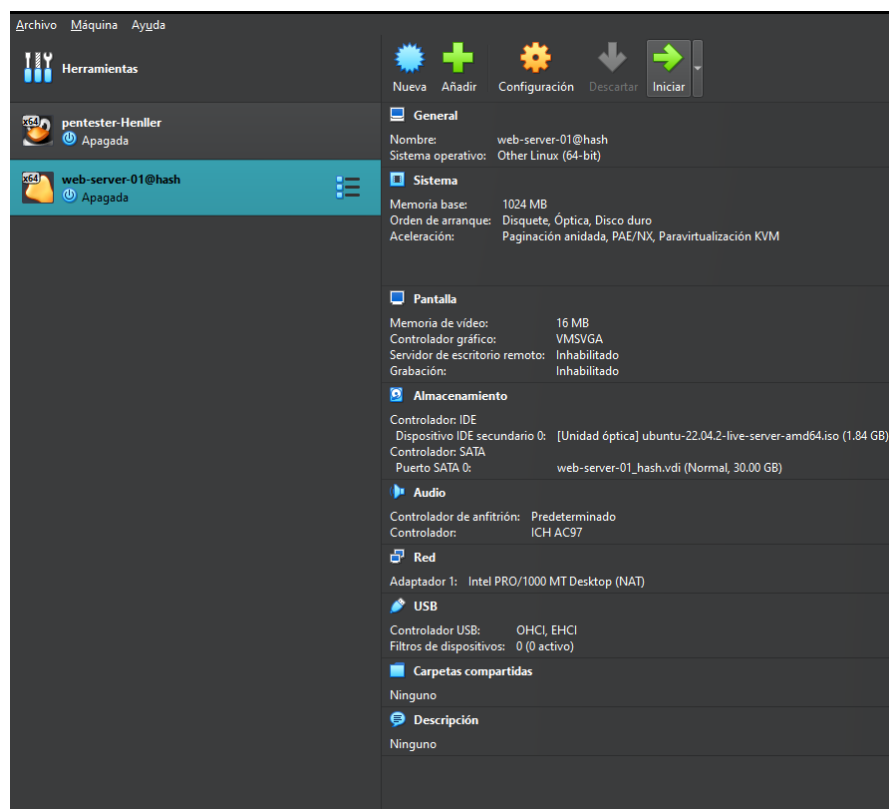 Archivo Máquina Ayuda
Herramientas
Nueva Añadir Configuración Descartar Iniciar
x64 pentester-Henller
Apagada
x64 web-server-01@hash
Apagada
General
Nombre: web-server-01@hash
Sistema operativo: Other Linux (64-bit)
Sistema
Memoria base: 1024 MB
Orden de arranque: Disquete, Óptica, Disco duro
Aceleración: Paginación anidada, PAE/NX, Paravirtualización KVM
Pantalla
Memoria de vídeo: 16 MB
Controlador gráfico: VMSVGA
Servidor de escritorio remoto: Inhabilitado
Grabación: Inhabilitado
Almacenamiento
Controlador: IDE
Dispositivo IDE secundario 0: [Unidad óptica] ubuntu-22.04.2-live-server-amd64.iso (1.84 GB)
Controlador: SATA
Puerto SATA 0: web-server-01_hash.vdi (Normal, 30.00 GB)
Audio
Controlador de anfitrión: Predeterminado
Controlador: ICH AC97
Red
Adaptador 1: Intel PRO/1000 MT Desktop (NAT)
USB
Controlador USB: OHCI, EHCI
Filtros de dispositivos: 0 (0 activo)
Carpetas compartidas
Ninguno
Descripción
Ninguno